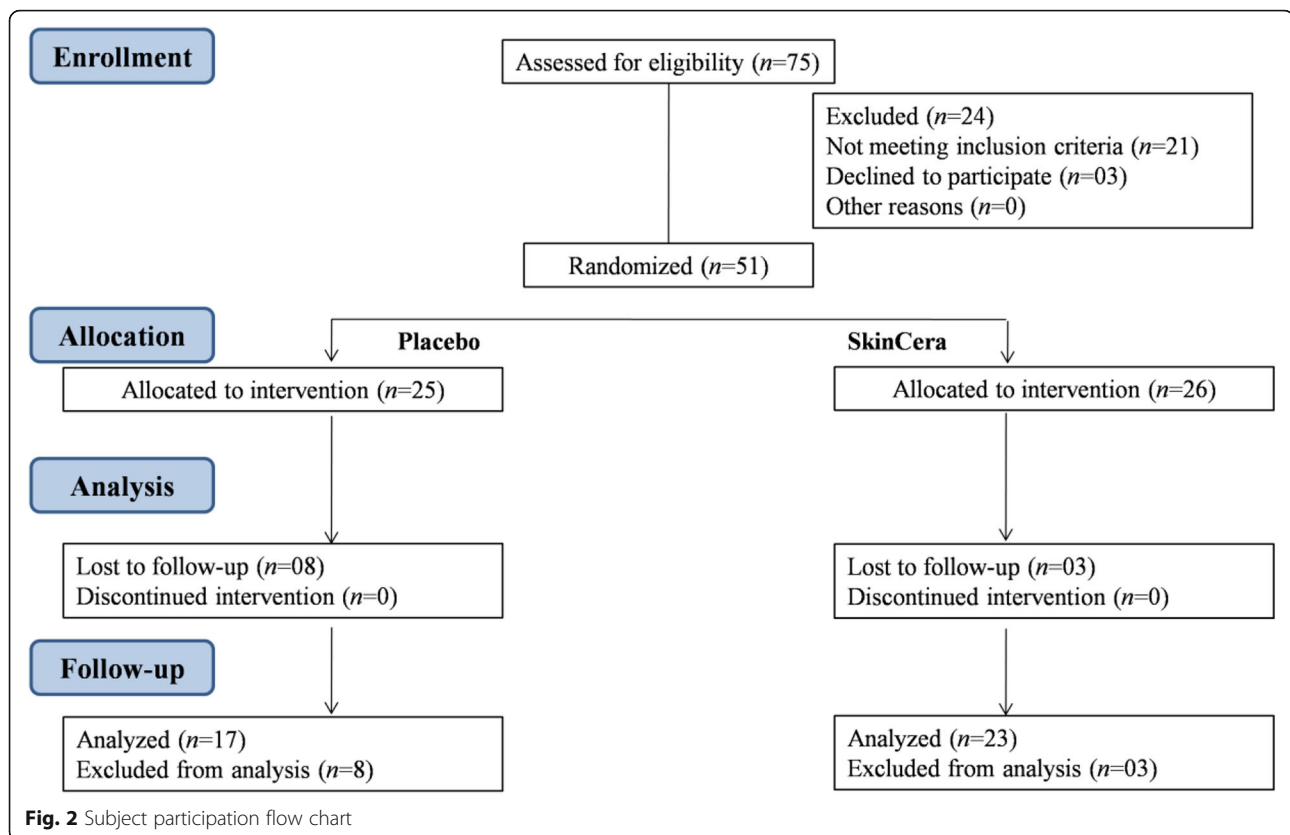 Enrollment
Assessed for eligibility (n=75)
Excluded (n=24)
Not meeting inclusion criteria (n=21)
Declined to participate (n=03)
Other reasons (n=0)
Randomized (n=51)
Allocation
Placebo
SkinCera
Allocated to intervention (n=25)
Allocated to intervention (n=26)
Analysis
Lost to follow-up (n=08)
Discontinued intervention (n=0)
Lost to follow-up (n=03)
Discontinued intervention (n=0)
Follow-up
Analyzed (n=17)
Excluded from analysis (n=8)
Analyzed (n=23)
Excluded from analysis (n=03)
Fig. 2 Subject participation flow chart